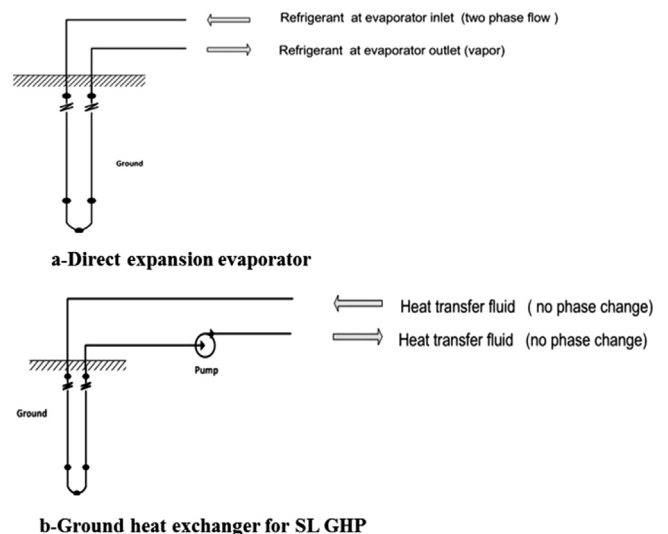 Refrigerant at evaporator inlet (two phase flow )
Refrigerant at evaporator outlet (vapor)
Ground
a-Direct expansion evaporator
Heat transfer fluid ( no phase change)
Heat transfer fluid (no phase change)
Pump
Ground
b-Ground heat exchanger for SL GHP